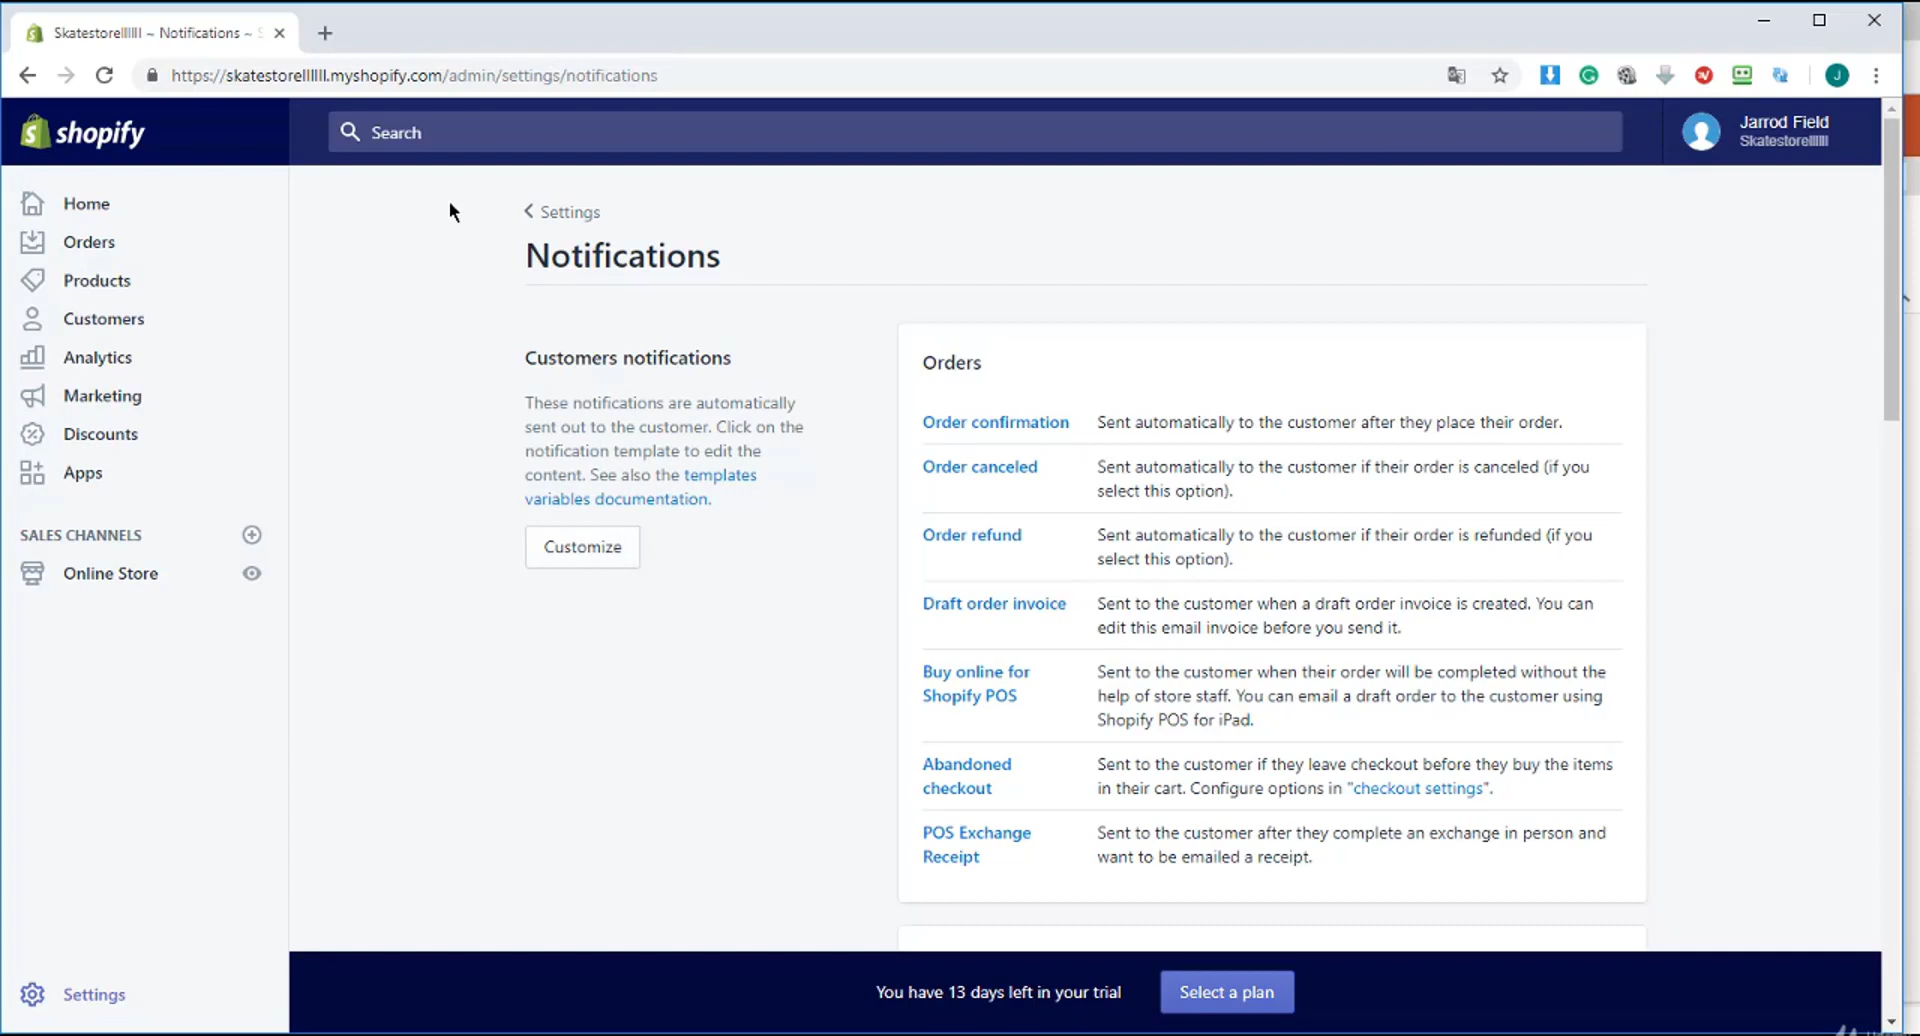 Skatestorellllll ~ Notifications ~ S
https://skatestorellllll.myshopify.com/admin/settings/notifications
J
shopify
Search
Jarrod Field
Skatestorellllll
Home
Orders
Products
Customers
Analytics
Marketing
Discounts
Apps
SALES CHANNELS
Online Store
Settings
Settings
Notifications
Customers notifications
These notifications are automatically
sent out to the customer. Click on the
notification template to edit the
content. See also the templates
variables documentation.
Customize
Orders
Order confirmation Sent automatically to the customer after they place their order.
Order canceled Sent automatically to the customer if their order is canceled (if you
select this option).
Order refund Sent automatically to the customer if their order is refunded (if you
select this option).
Draft order invoice Sent to the customer when a draft order invoice is created. You can
edit this email invoice before you send it.
Buy online for Sent to the customer when their order will be completed without the
Shopify POS help of store staff. You can email a draft order to the customer using
Shopify POS for iPad.
Abandoned Sent to the customer if they leave checkout before they buy the items
checkout in their cart. Configure options in "checkout settings".
POS Exchange Sent to the customer after they complete an exchange in person and
Receipt want to be emailed a receipt.
You have 13 days left in your trial
Select a plan